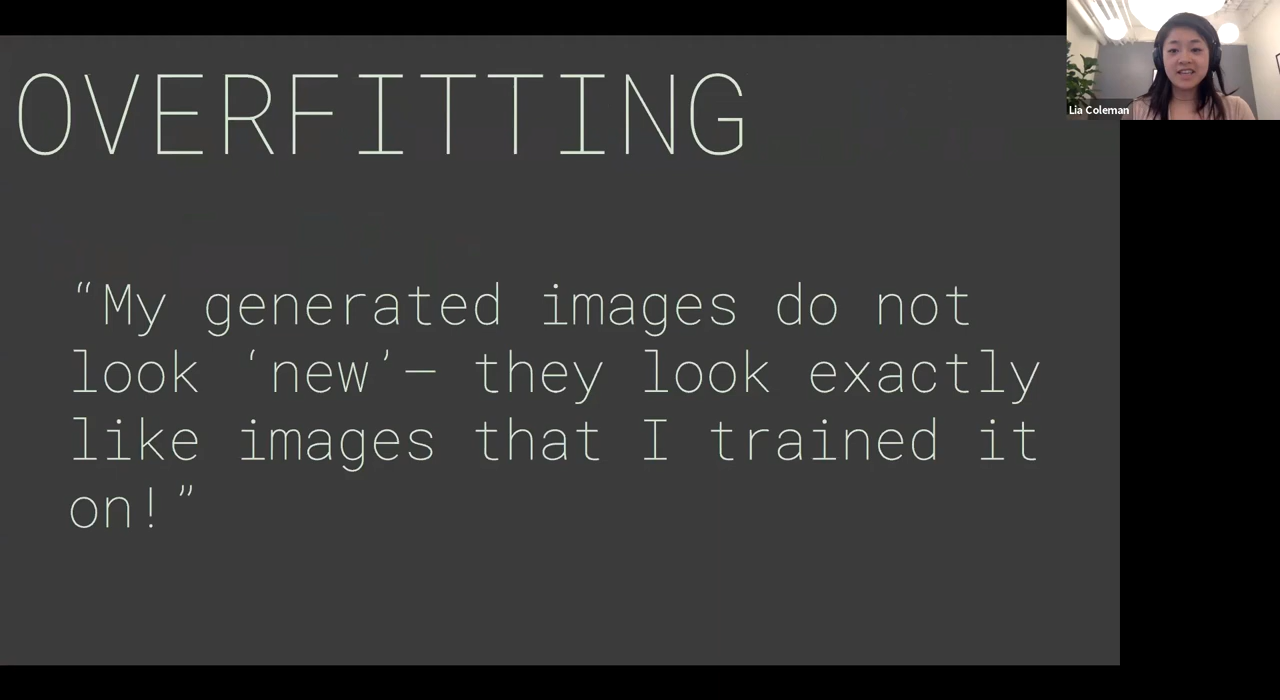 OVERFITTING
“My generated images do not
look ‘new’— they look exactly
like images that I trained it
on!”
Lia Coleman